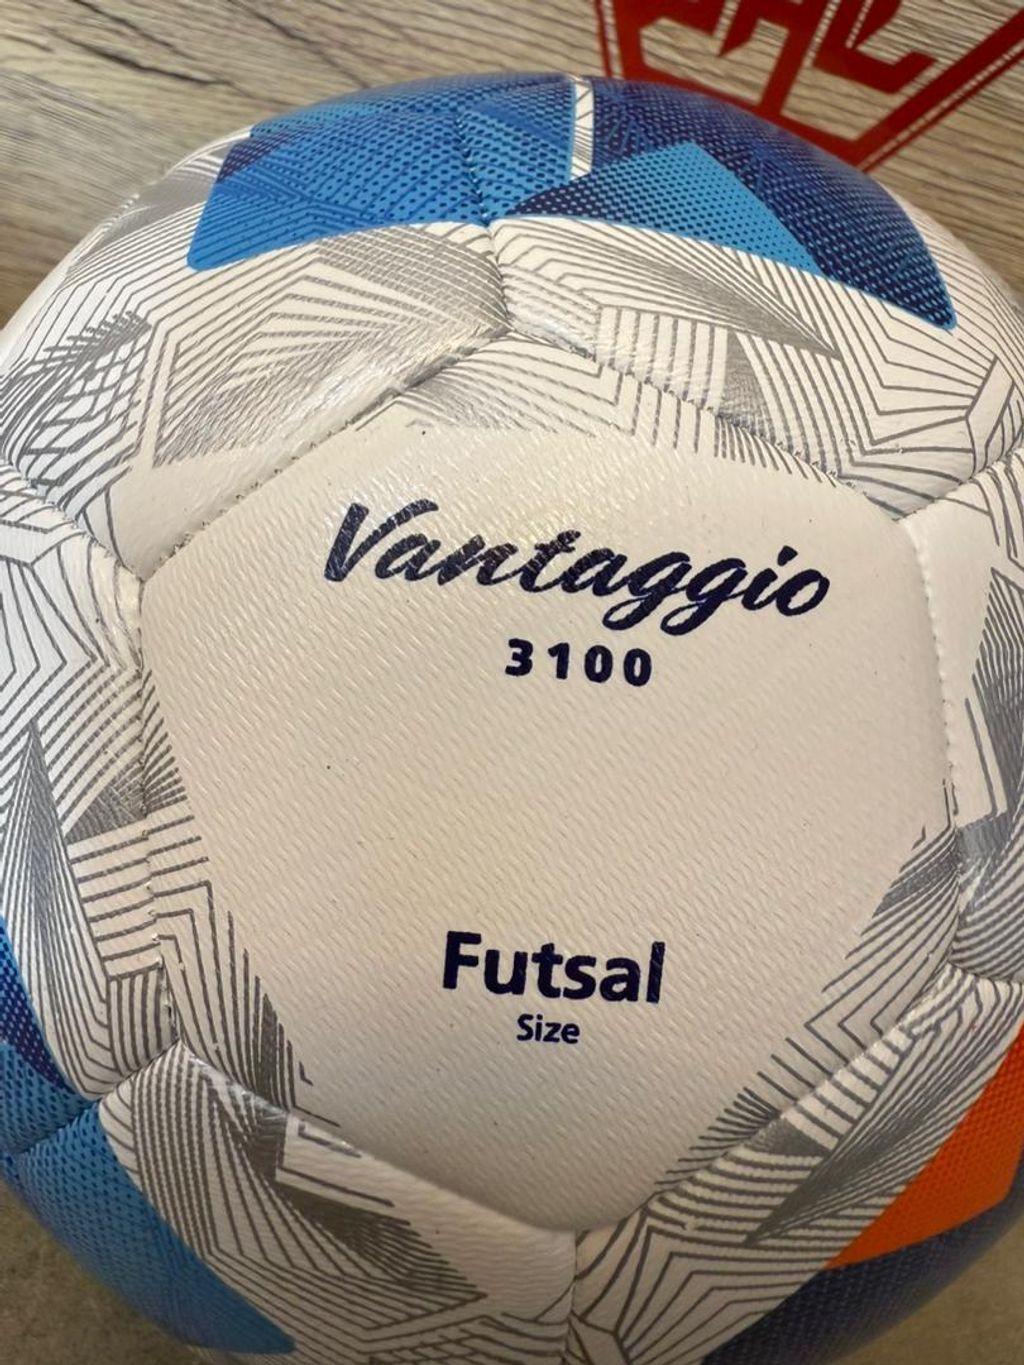 Vantaggio
3100
Futsal
Size